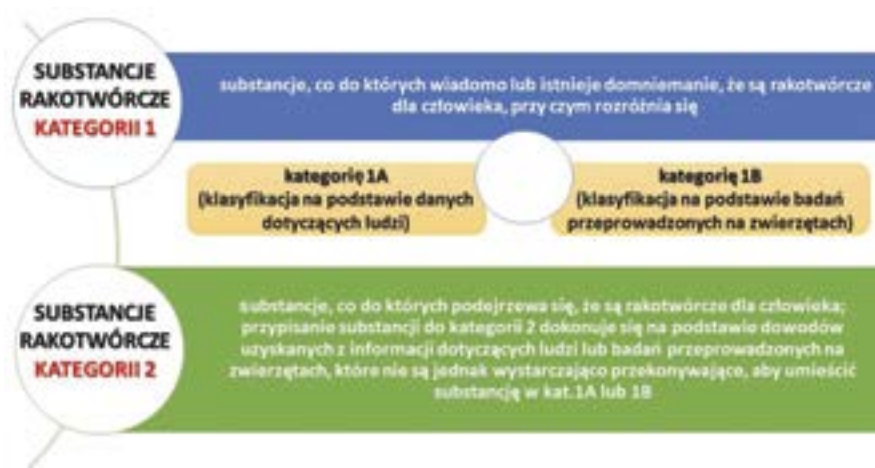 SUBSTANCJE
RAKOTWÓRCZE
KATEGORII 1
substancje, co do których wiadomo lub istnieje domniemanie, że są rakotwórcze
dla człowieka, przy czym rozróżnia się
kategorię 1A
(klasyfikacja na podstawie danych
dotyczących ludzi)
kategorię 1B
(klasyfikacja na podstawie badań
przeprowadzonych na zwierzętach)
SUBSTANCJE
RAKOTWÓRCZE
KATEGORII 2
substancje, co do których podejrzewa się, że są rakotwórcze dla człowieka;
przypisanie substancji do kategorii 2 dokonuje się na podstawie dowodów
uzyskanych z informacji dotyczących ludzi lub badań przeprowadzonych na
zwierzętach, które nie są jednak wystarczająco przekonywające, aby umieścić
substancję w kat.1A lub 1B